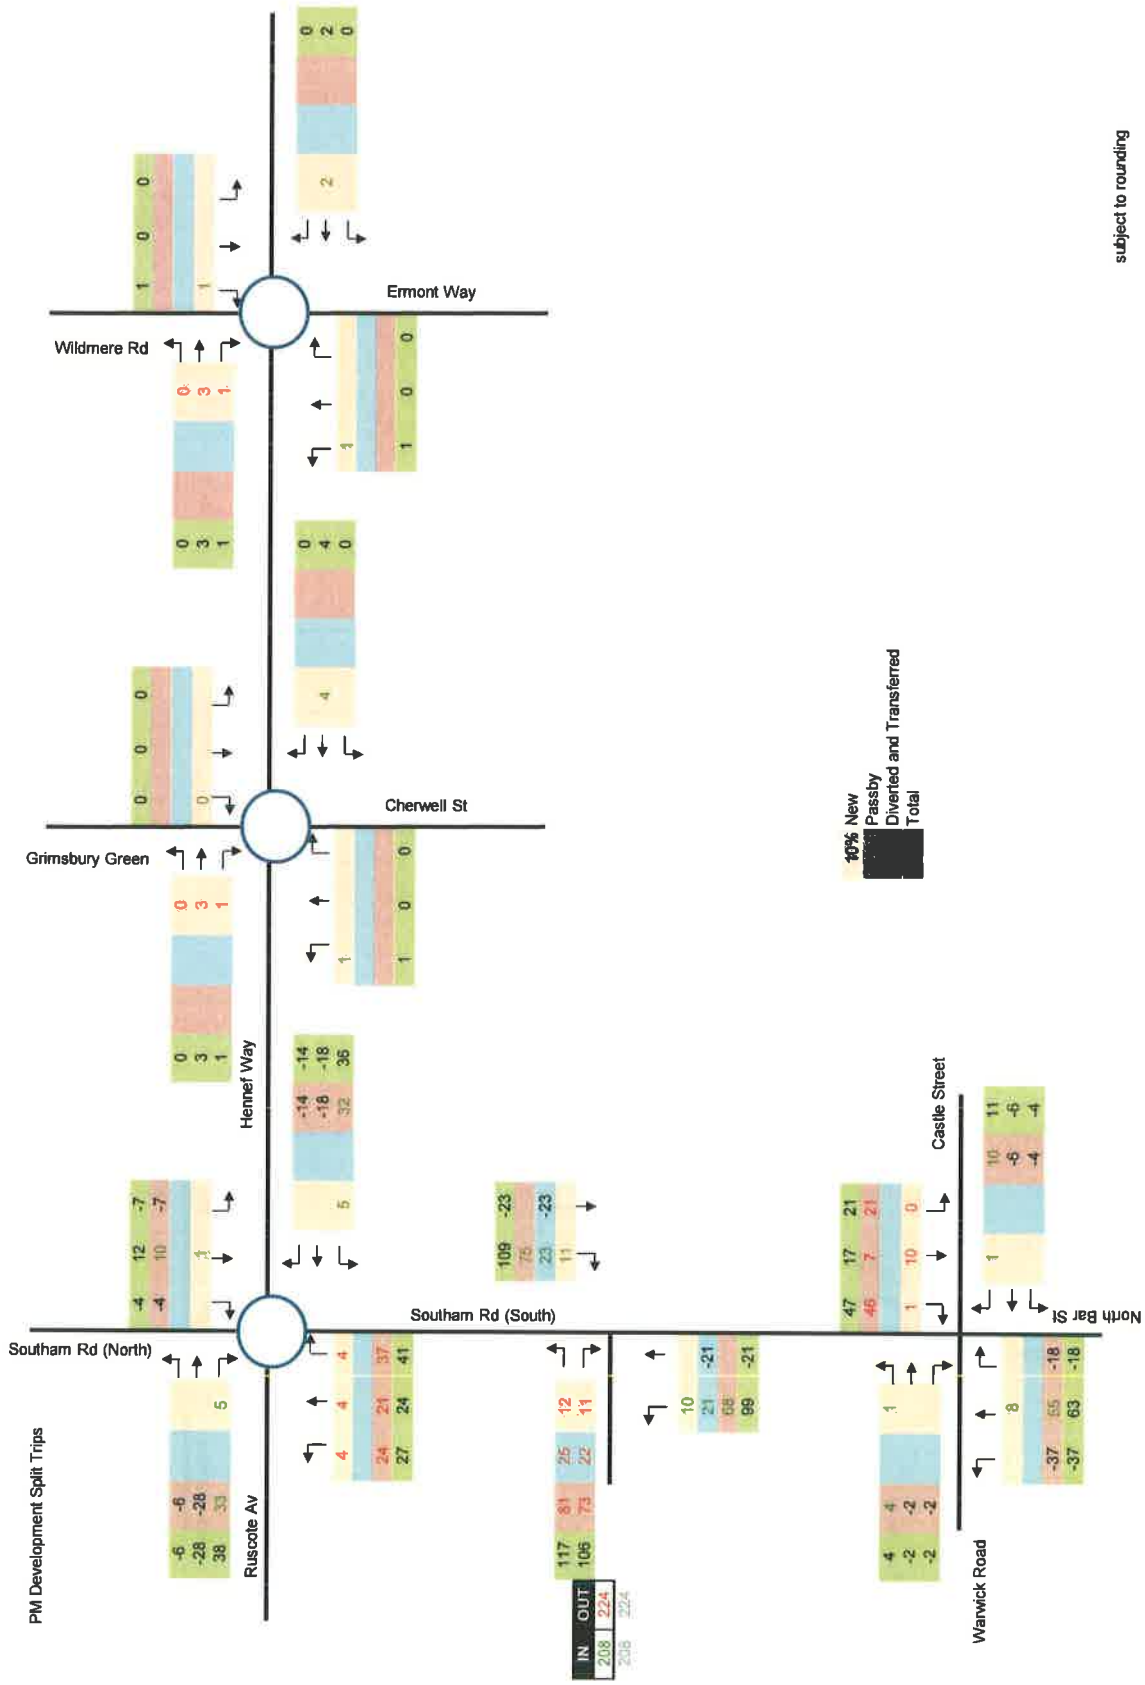 PM Development Split Trips
0 2 0
2
1 0 0
1
Ermont Way
Wildmere Rd
0 3 1
0 3 1
1
1 0 0
0 4 0
4
0 0 0
0
Cherwell St
Grimsbury Green
0 3 1
0 3 1
1
1 0 0
Hennef Way
-14 -18 36
-14 -18 32
5
-4 12 -7
-4 10 -7
1
Southam Rd (North)
5
-6 -28 33
-6 -28 38
Ruscote Av
4 4 4
24 21 37
27 24 41
Southam Rd (South)
109 -23
75
23 -23
11
12 11
25 22
81 73
117 106
IN OUT
208 224
208 224
10
21 -21
68
99 -21
47 17 21
46 7 21
1 10 0
Castle Street
11 -6 -4
10 -6 -4
1
North Bar St
1
4 -2 -2
4 -2 -2
Warwick Road
8
-37 55 -18
-37 63 -18
10% New
Passby
Diverted and Transferred
Total
subject to rounding